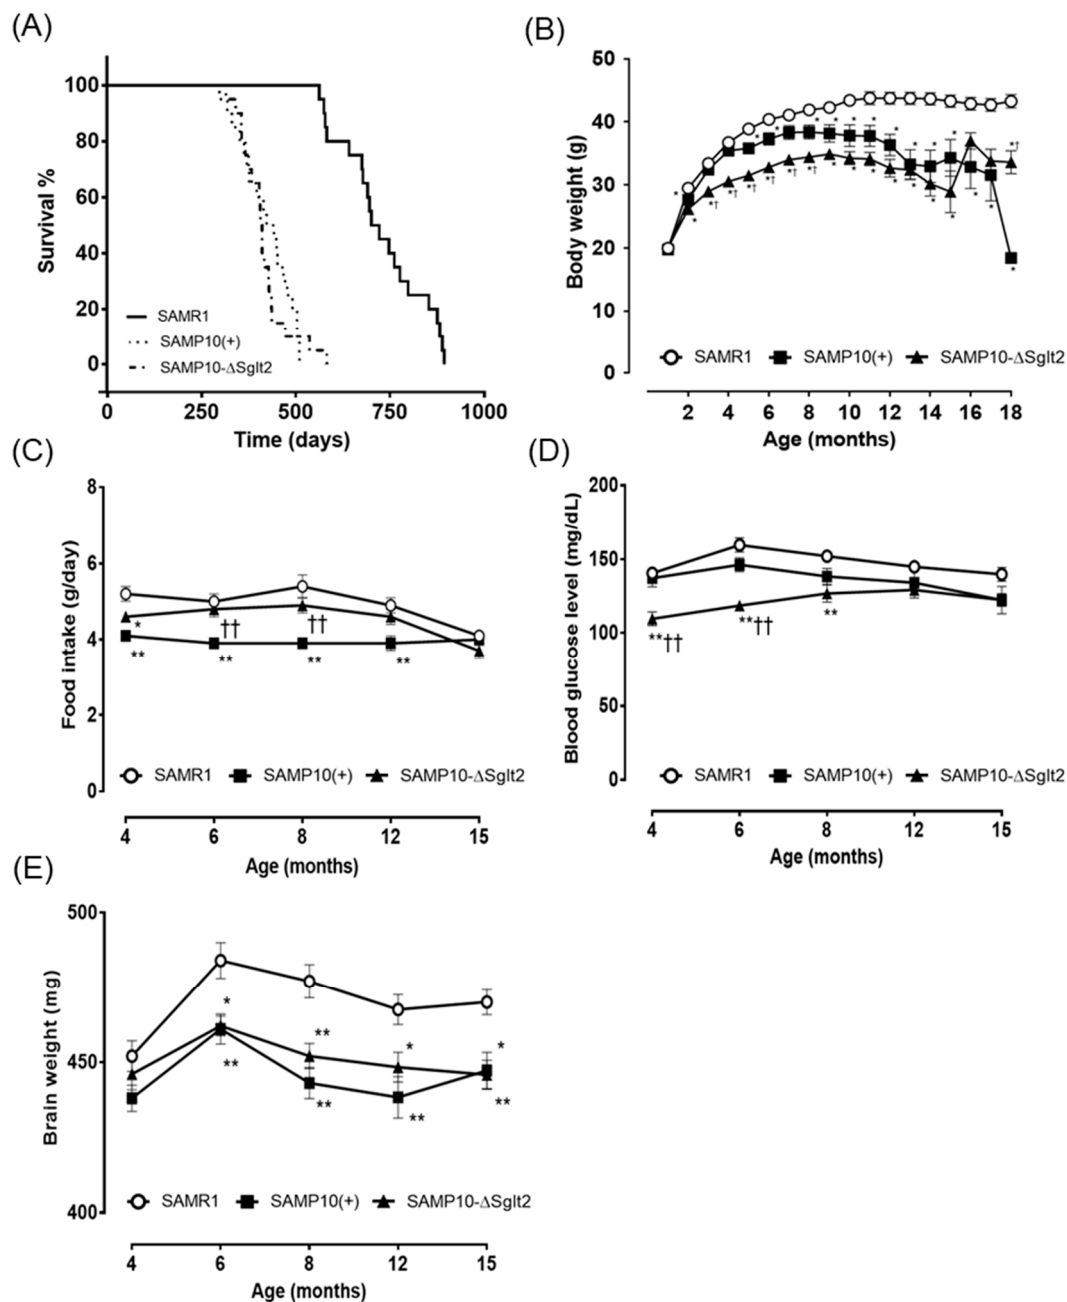 (A)
Survival %
100
80
60
40
20
0
SAMR1
SAMP10(+)
SAMP10-ΔSglt2
0 250 500 750 1000
Time (days)
(B)
Body weight (g)
50
40
30
20
10
0
* * * * * * * * * * * *
* *† *† *† *† *† *† * * * * * * * * * *†
*
SAMR1 SAMP10(+) SAMP10-ΔSglt2
2 4 6 8 10 12 14 16 18
Age (months)
(C)
Food intake (g/day)
8
6
4
2
0
* †† ††
** ** ** **
SAMR1 SAMP10(+) SAMP10-ΔSglt2
4 6 8 12 15
Age (months)
(D)
Blood glucose level (mg/dL)
200
150
100
50
0
**†† **†† **
SAMR1 SAMP10(+) SAMP10-ΔSglt2
4 6 8 12 15
Age (months)
(E)
Brain weight (mg)
500
450
400
* ** * *
** ** ** **
SAMR1 SAMP10(+) SAMP10-ΔSglt2
4 6 8 12 15
Age (months)